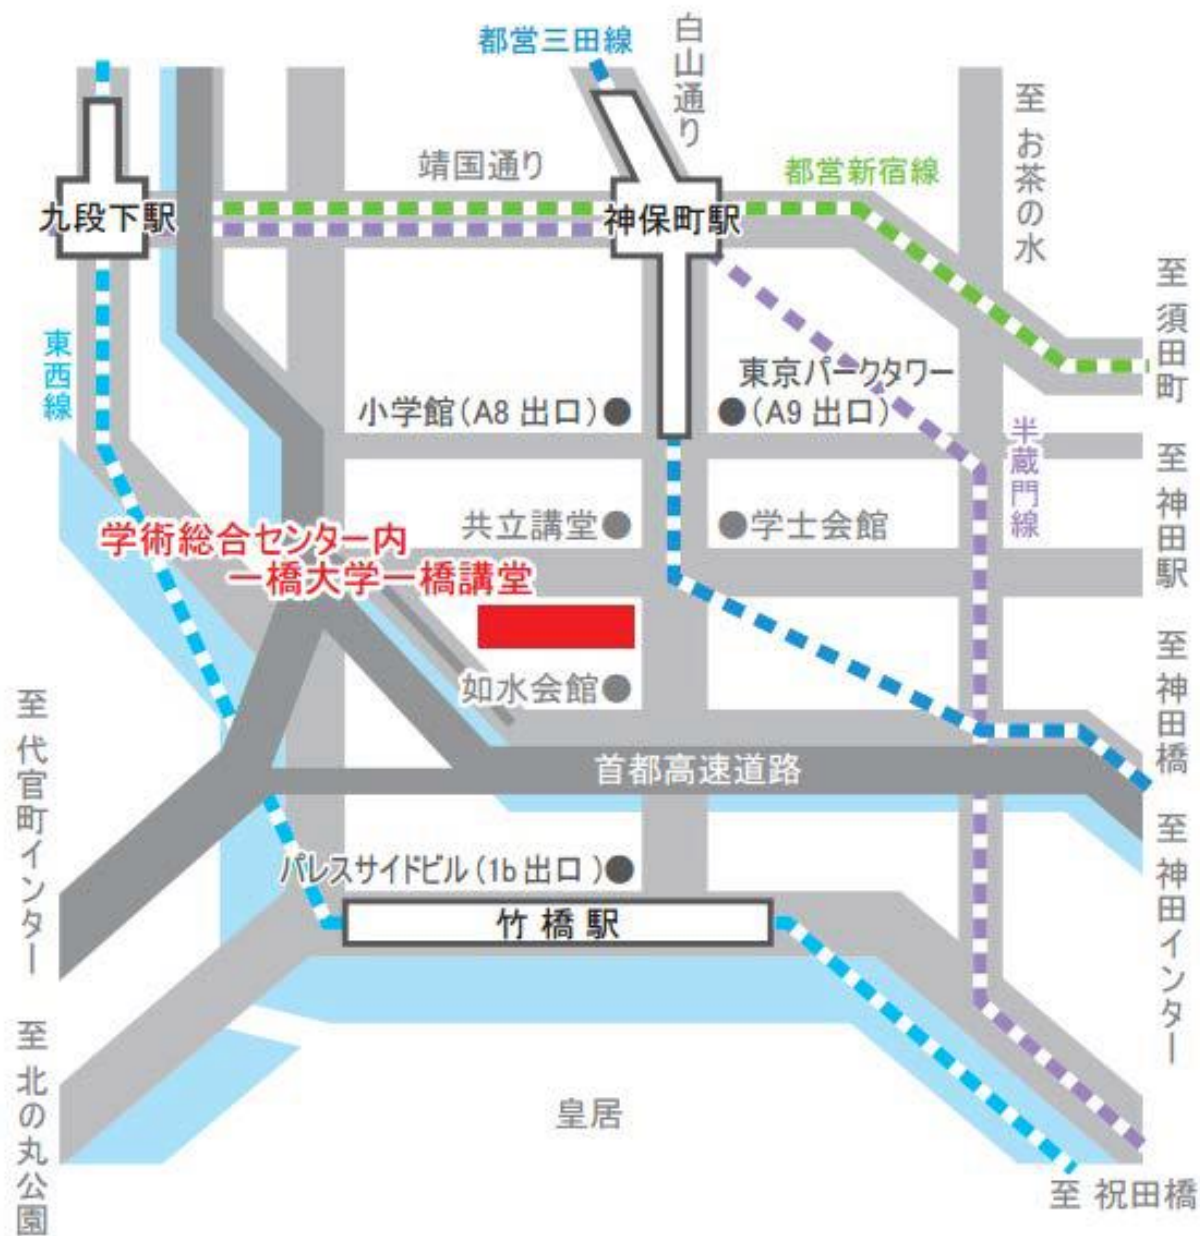 都営三田線
白山通り
靖国通り
都営新宿線
至 お茶の水
九段下駅
神保町駅
至 須田町
東西線
東京パークタワー
小学館(A8 出口)
(A9 出口)
半蔵門線
至 神田駅
共立講堂
学士会館
学術総合センター内
一橋大学一橋講堂
如水会館
至 神田橋
至 代官町インター
首都高速道路
至 神田インター
パレスサイドビル(1b 出口)
竹橋駅
至 北の丸公園
皇居
至 祝田橋